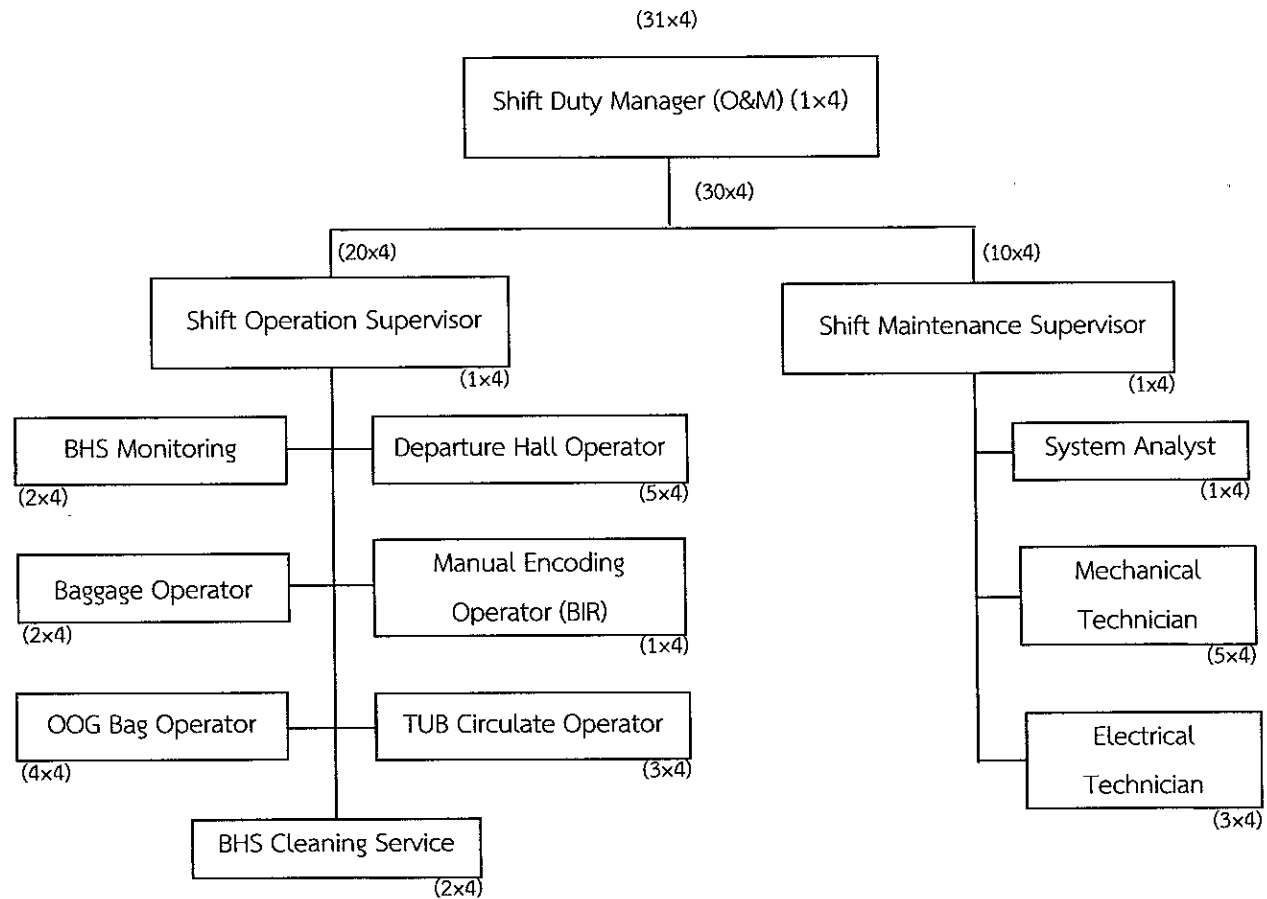 (31x4)
Shift Duty Manager (O&M) (1x4)
(30x4)
(20x4)
(10x4)
Shift Operation Supervisor
(1x4)
Shift Maintenance Supervisor
(1x4)
BHS Monitoring
(2x4)
Departure Hall Operator
(5x4)
System Analyst
(1x4)
Baggage Operator
(2x4)
Manual Encoding
Operator (BIR)
(1x4)
Mechanical
Technician
(5x4)
OOG Bag Operator
(4x4)
TUB Circulate Operator
(3x4)
Electrical
Technician
(3x4)
BHS Cleaning Service
(2x4)